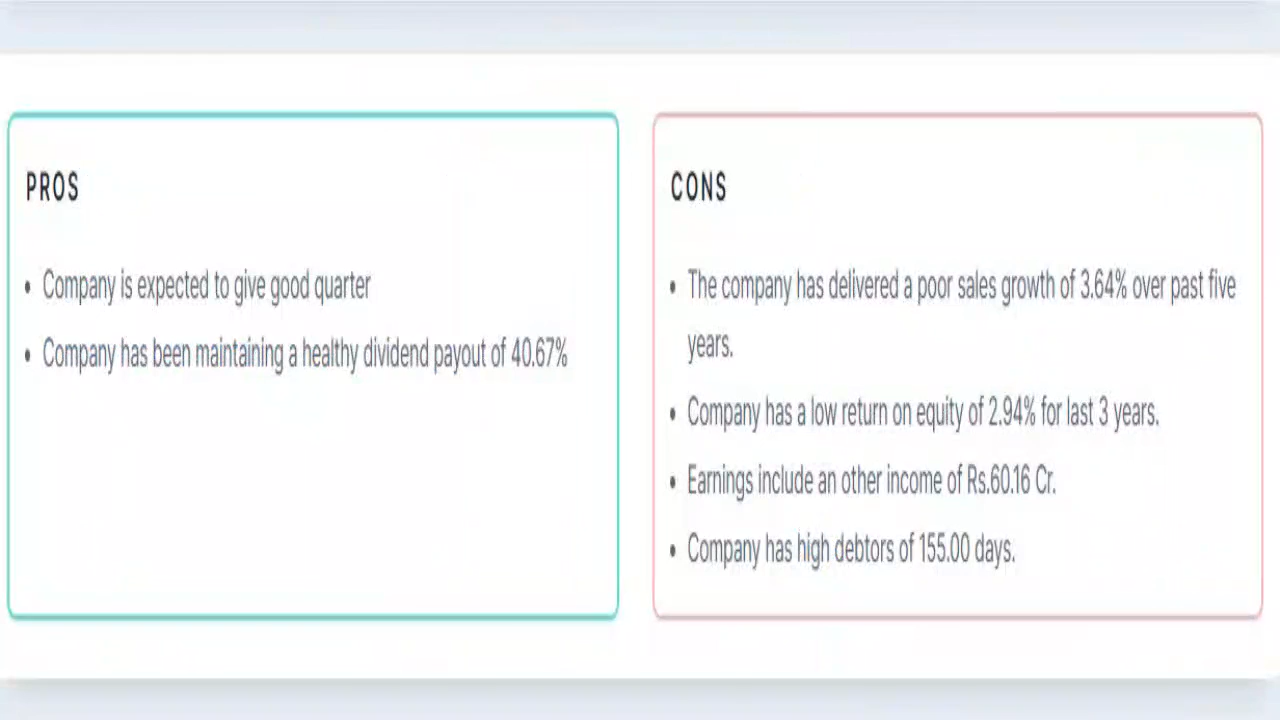 PROS
• Company is expected to give good quarter
• Company has been maintaining a healthy dividend payout of 40.67%
CONS
• The company has delivered a poor sales growth of 3.64% over past five
years.
• Company has a low return on equity of 2.94% for last 3 years.
• Earnings include an other income of Rs.60.16 Cr.
• Company has high debtors of 155.00 days.